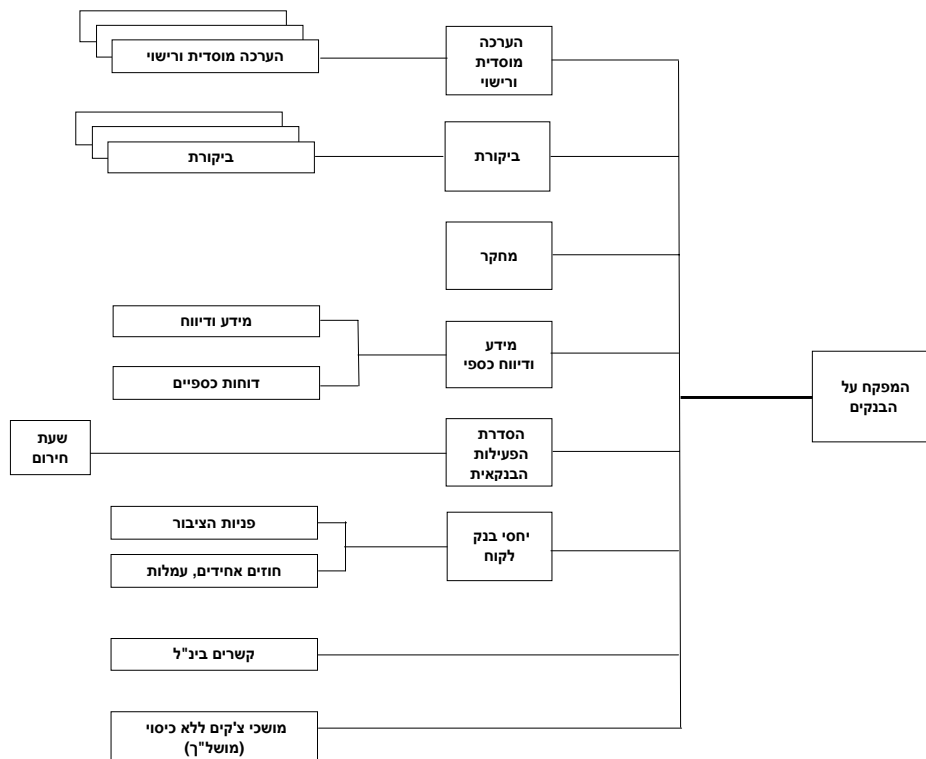 המפקח על
הבנקים
הערכה
מוסדית
ורישוי
הערכה מוסדית ורישוי
ביקורת
ביקורת
מחקר
מידע
ודיווח כספי
מידע ודיווח
דוחות כספיים
הסדרת
הפעילות
הבנקאית
שעת
חירום
יחסי בנק
לקוח
פניות הציבור
חוזים אחידים, עמלות
קשרים בינ"ל
מושכי צ'קים ללא כיסוי
(מושל"ך)